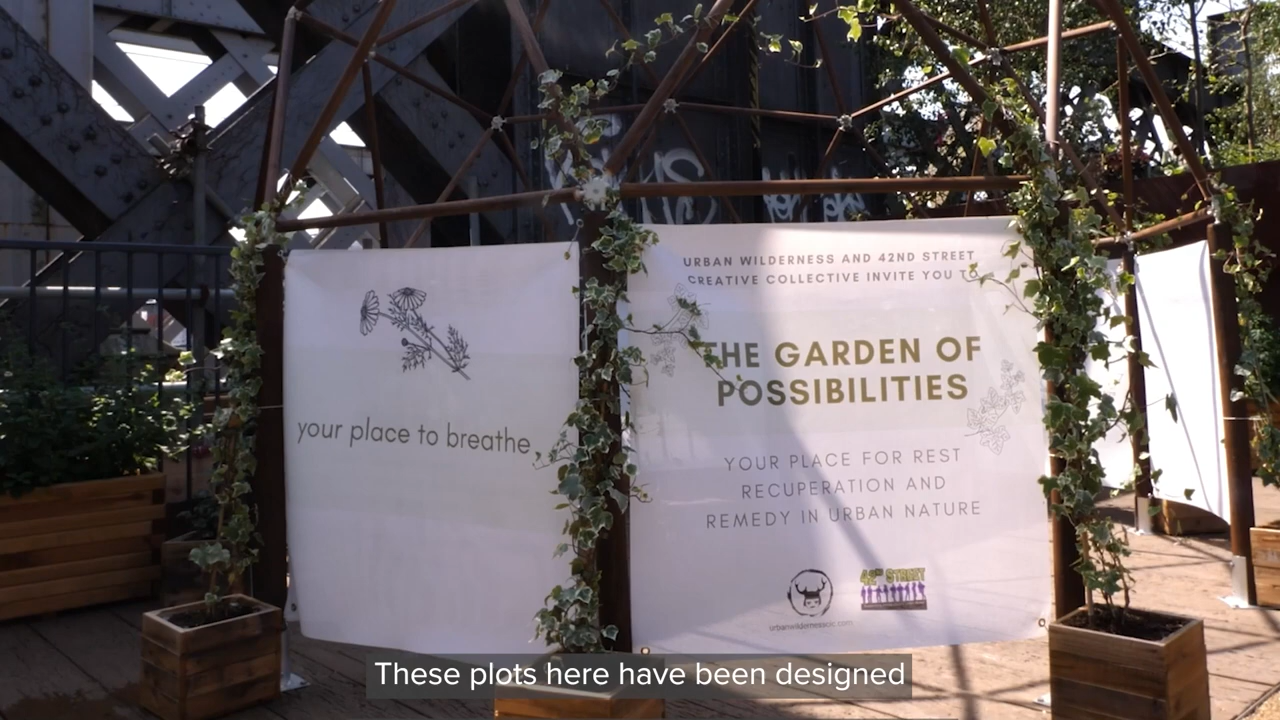 your place to breathe,
URBAN WILDERNESS AND 42ND STREET
CREATIVE COLLECTIVE INVITE YOU TO
THE GARDEN OF
POSSIBILITIES
YOUR PLACE FOR REST
RECUPERATION AND
REMEDY IN URBAN NATURE
42ND STREET
urbanwildernesscic.com
These plots here have been designed